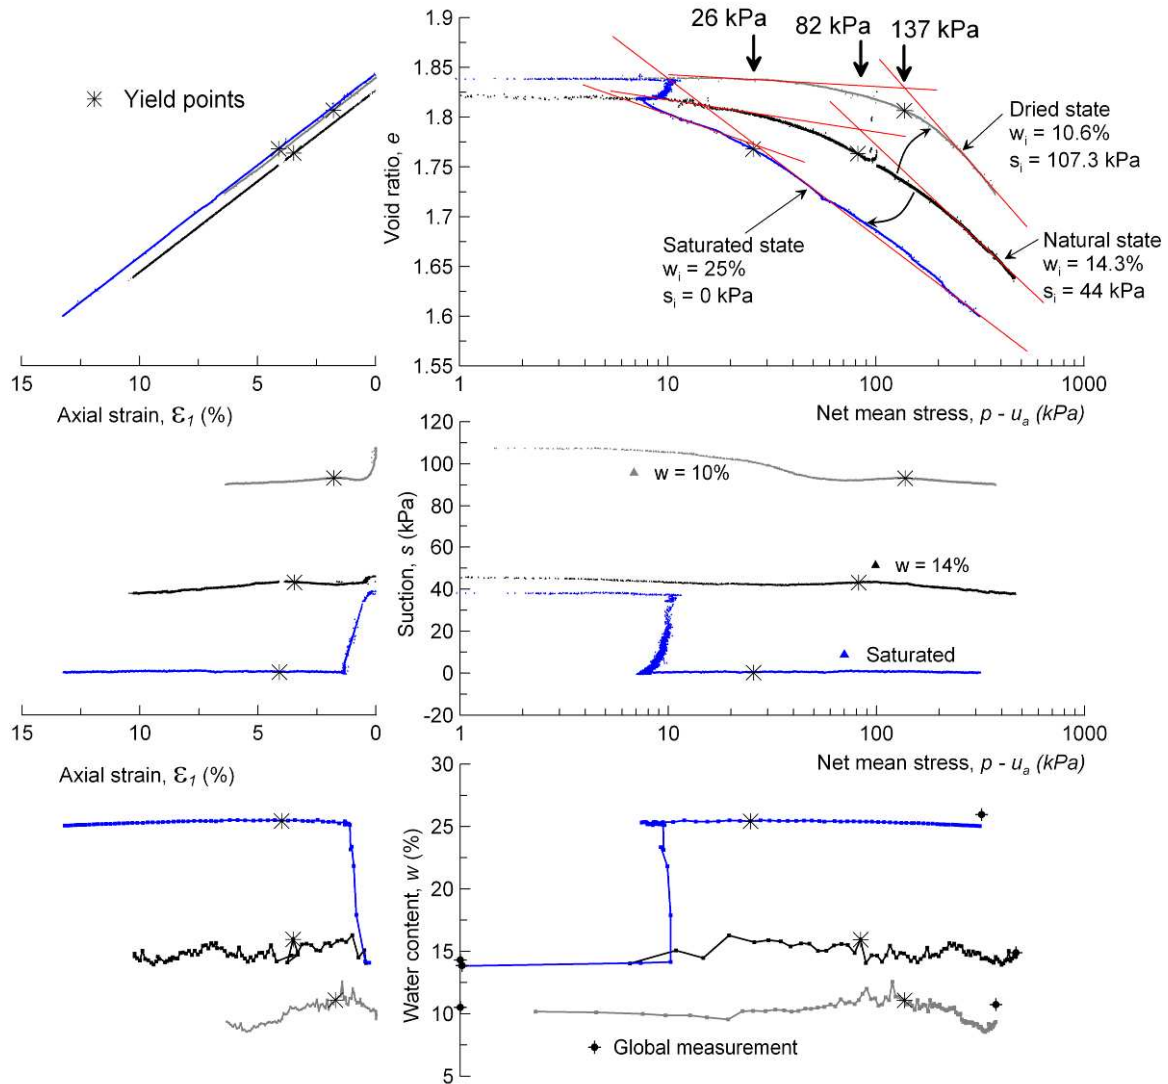 1.9
1.85
1.8
1.75
1.7
1.65
1.6
1.55
Void ratio, e
✳ Yield points
26 kPa
82 kPa
137 kPa
Dried state
wᵢ = 10.6%
sᵢ = 107.3 kPa
Saturated state
wᵢ = 25%
sᵢ = 0 kPa
Natural state
wᵢ = 14.3%
sᵢ = 44 kPa
15 10 5 0
1 10 100 1000
Axial strain, ε₁ (%)
Net mean stress, p - uₐ (kPa)
120
100
80
60
40
20
0
-20
Suction, s (kPa)
w = 10%
w = 14%
Saturated
15 10 5 0
1 10 100 1000
Axial strain, ε₁ (%)
Net mean stress, p - uₐ (kPa)
30
25
20
15
10
5
Water content, w (%)
Global measurement